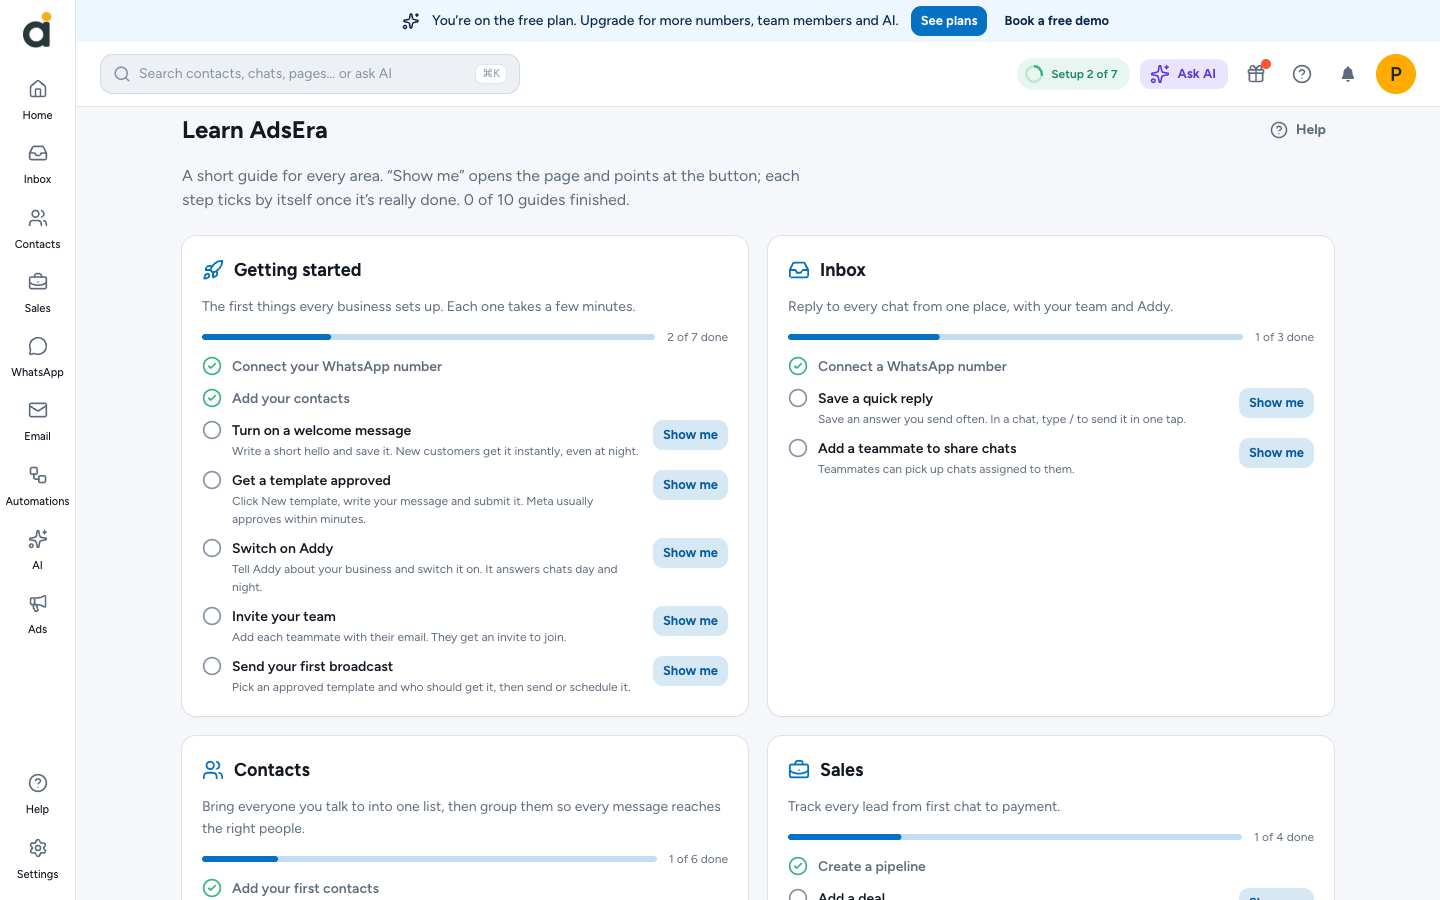 You're on the free plan. Upgrade for more numbers, team members and AI.
See plans
Book a free demo
Search contacts, chats, pages... or ask AI
⌘K
Setup 2 of 7
Ask AI
P
Home
Inbox
Contacts
Sales
WhatsApp
Email
Automations
AI
Ads
Help
Settings
Learn AdsEra
Help
A short guide for every area. “Show me” opens the page and points at the button; each
step ticks by itself once it’s really done. 0 of 10 guides finished.
Getting started
The first things every business sets up. Each one takes a few minutes.
2 of 7 done
Connect your WhatsApp number
Add your contacts
Turn on a welcome message
Write a short hello and save it. New customers get it instantly, even at night.
Show me
Get a template approved
Click New template, write your message and submit it. Meta usually
approves within minutes.
Show me
Switch on Addy
Tell Addy about your business and switch it on. It answers chats day and
night.
Show me
Invite your team
Add each teammate with their email. They get an invite to join.
Show me
Send your first broadcast
Pick an approved template and who should get it, then send or schedule it.
Show me
Inbox
Reply to every chat from one place, with your team and Addy.
1 of 3 done
Connect a WhatsApp number
Save a quick reply
Save an answer you send often. In a chat, type / to send it in one tap.
Show me
Add a teammate to share chats
Teammates can pick up chats assigned to them.
Show me
Contacts
Bring everyone you talk to into one list, then group them so every message reaches
the right people.
1 of 6 done
Add your first contacts
Sales
Track every lead from first chat to payment.
1 of 4 done
Create a pipeline
Add a deal